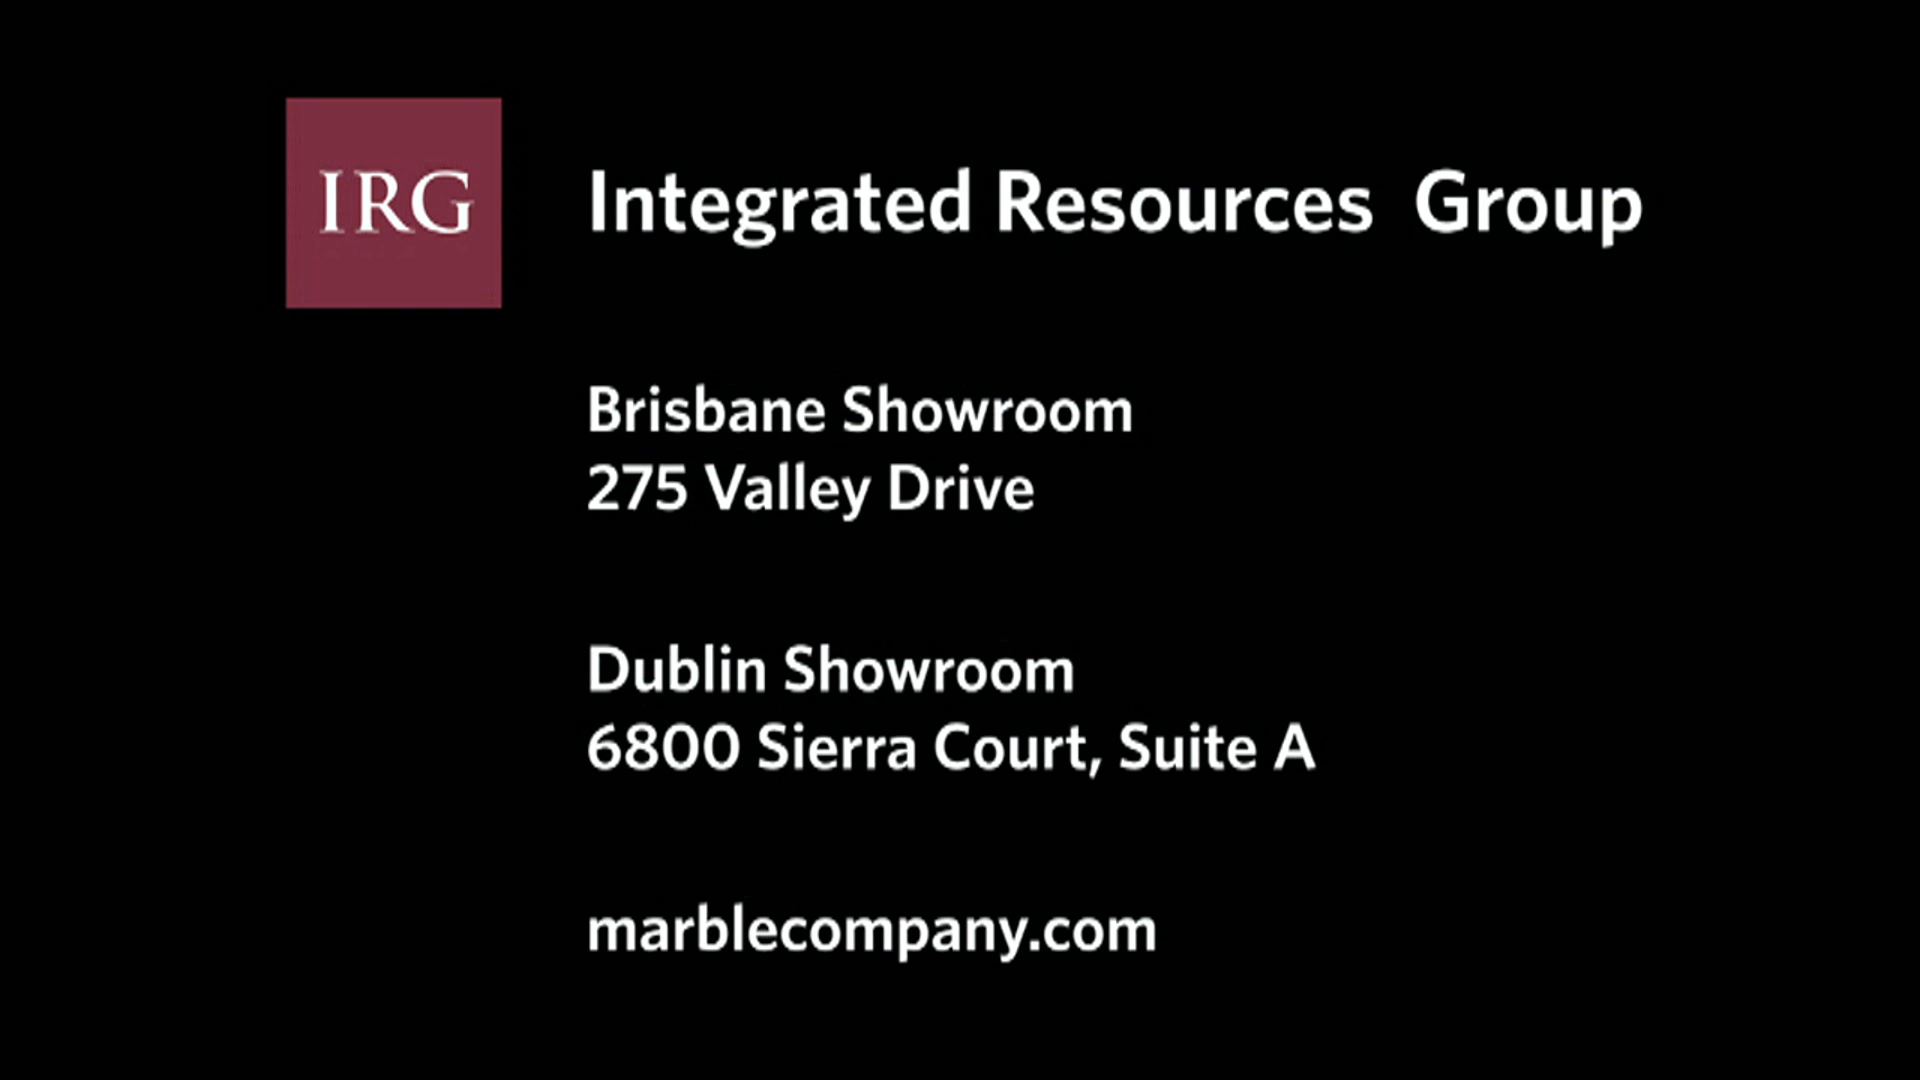 IRG
Integrated Resources Group
Brisbane Showroom
275 Valley Drive
Dublin Showroom
6800 Sierra Court, Suite A
marblecompany.com